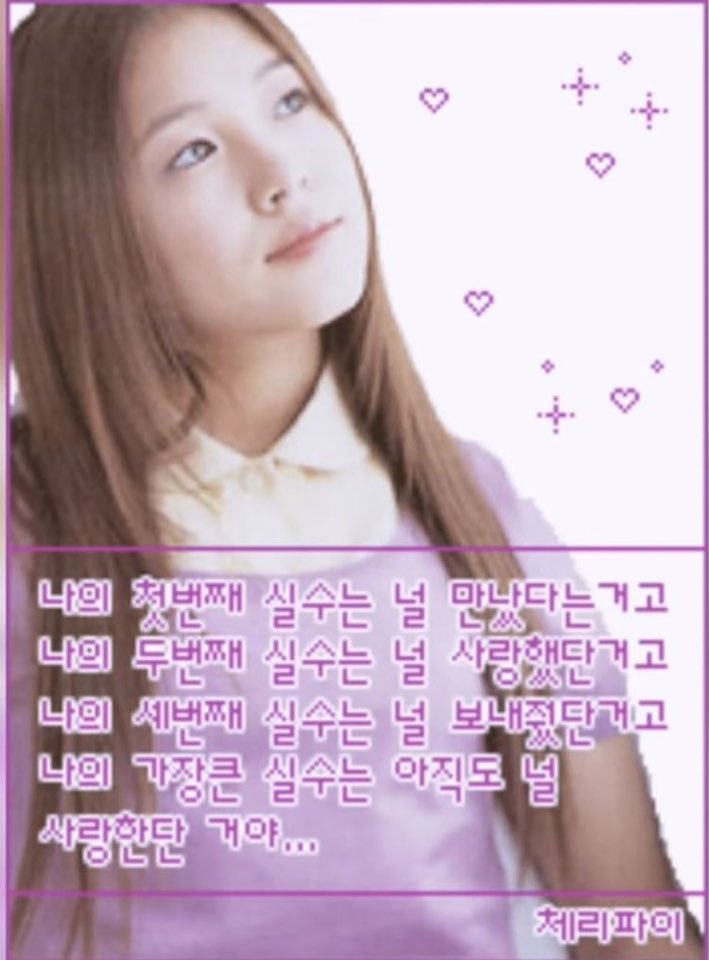 나의 첫번째 실수는 널 만났다는거고
나의 두번째 실수는 널 사랑했단거고
나의 세번째 실수는 널 보내줬단거고
나의 가장큰 실수는 아직도 널
사랑한단 거야...
체리파이